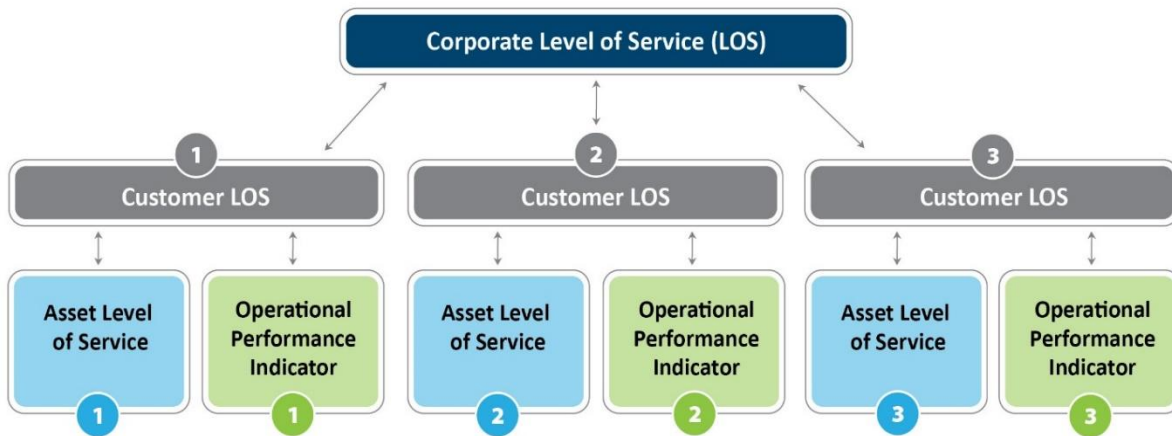 Corporate Level of Service (LOS)
1
Customer LOS
2
Customer LOS
3
Customer LOS
Asset Level
of Service
1
Operational
Performance
Indicator
1
Asset Level
of Service
2
Operational
Performance
Indicator
2
Asset Level
of Service
3
Operational
Performance
Indicator
3